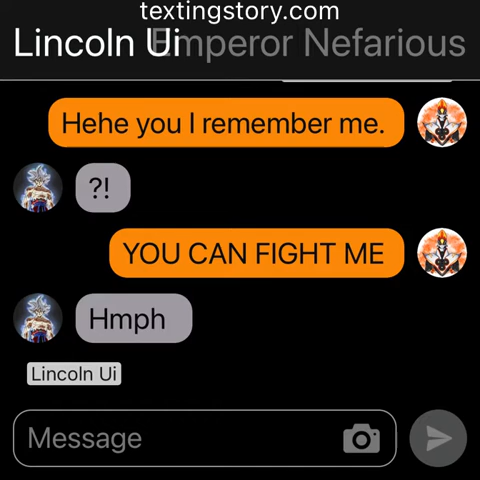 textingstory.com
Lincoln Ui Emperor Nefarious
Hehe you I remember me.
?!
YOU CAN FIGHT ME
Hmph
Lincoln Ui
Message